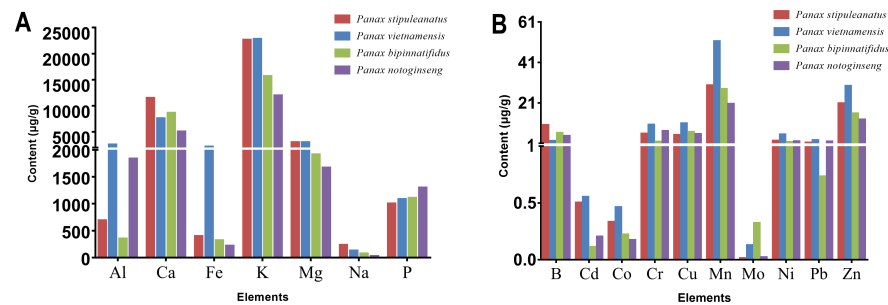 A
Content (µg/g)
25000
20000
15000
10000
5000
2000
1500
1000
500
0
Al Ca Fe K Mg Na P
Elements
Panax stipuleanatus
Panax vietnamensis
Panax bipinnatifidus
Panax notoginseng
B
Content (µg/g)
61
41
21
1
0.5
0.0
B Cd Co Cr Cu Mn Mo Ni Pb Zn
Elements
Panax stipuleanatus
Panax vietnamensis
Panax bipinnatifidus
Panax notoginseng